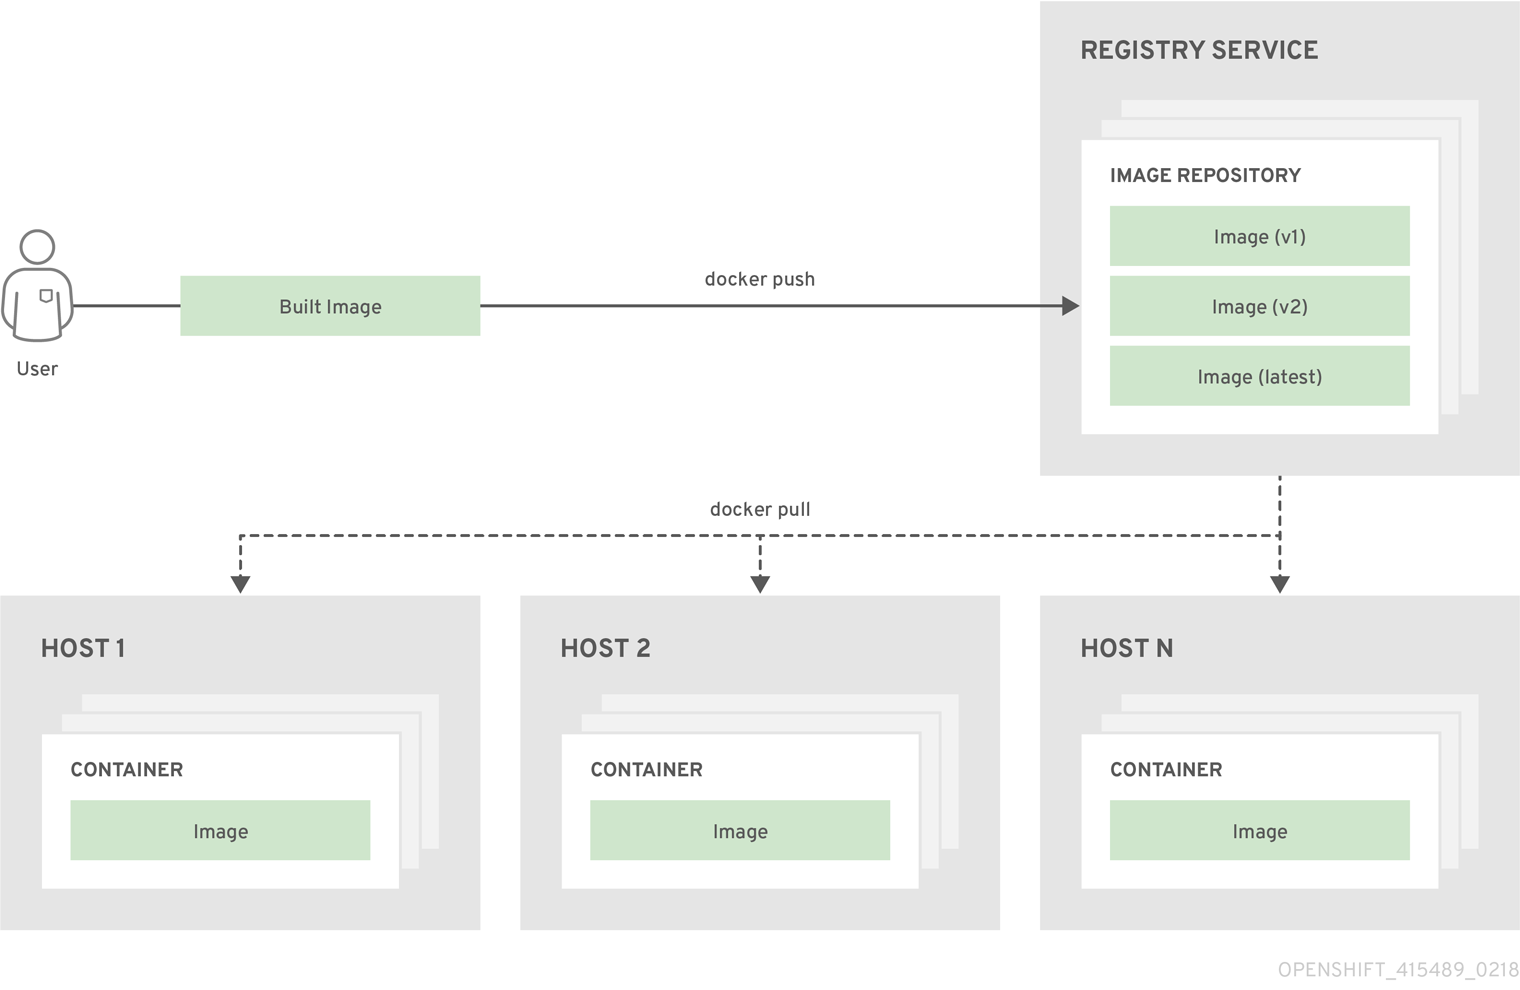 REGISTRY SERVICE
IMAGE REPOSITORY
Image (v1)
Image (v2)
Image (latest)
docker push
Built Image
User
docker pull
HOST 1
CONTAINER
Image
HOST 2
CONTAINER
Image
HOST N
CONTAINER
Image
OPENSHIFT_415489_0218